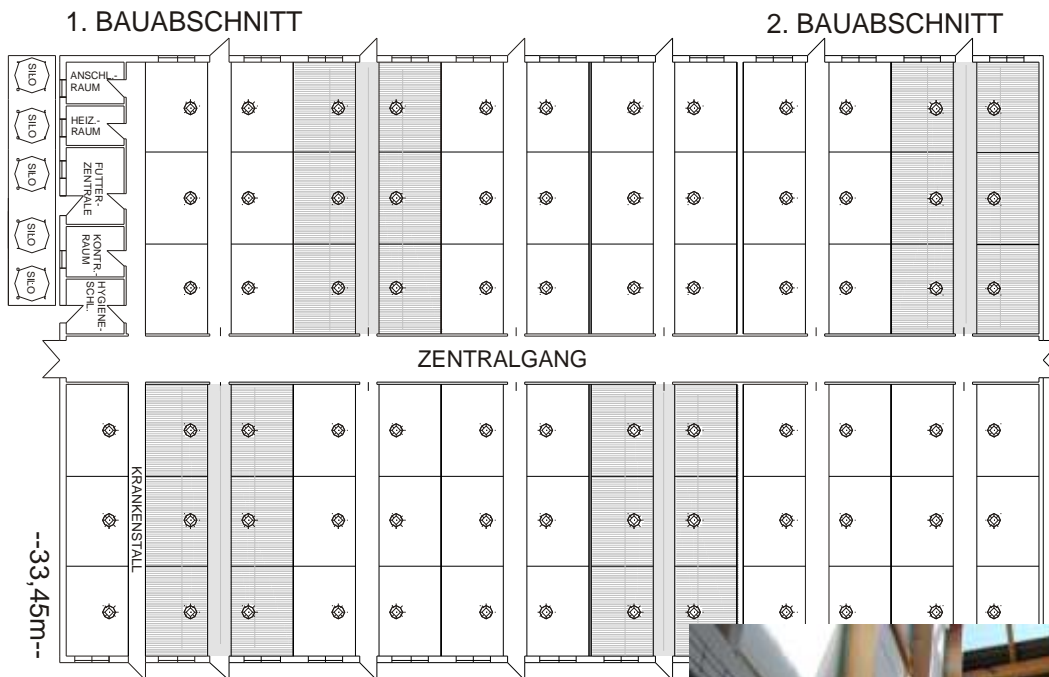 1. BAUABSCHNITT
2. BAUABSCHNITT
SILO
SILO
SILO
SILO
SILO
ANSCHL.-
RAUM
HEIZ.-
RAUM
FUTTER-
ZENTRALE
KONTR.-
RAUM
HYGIENE-
SCHL.
ZENTRALGANG
KRANKENSTALL
--33,45m--